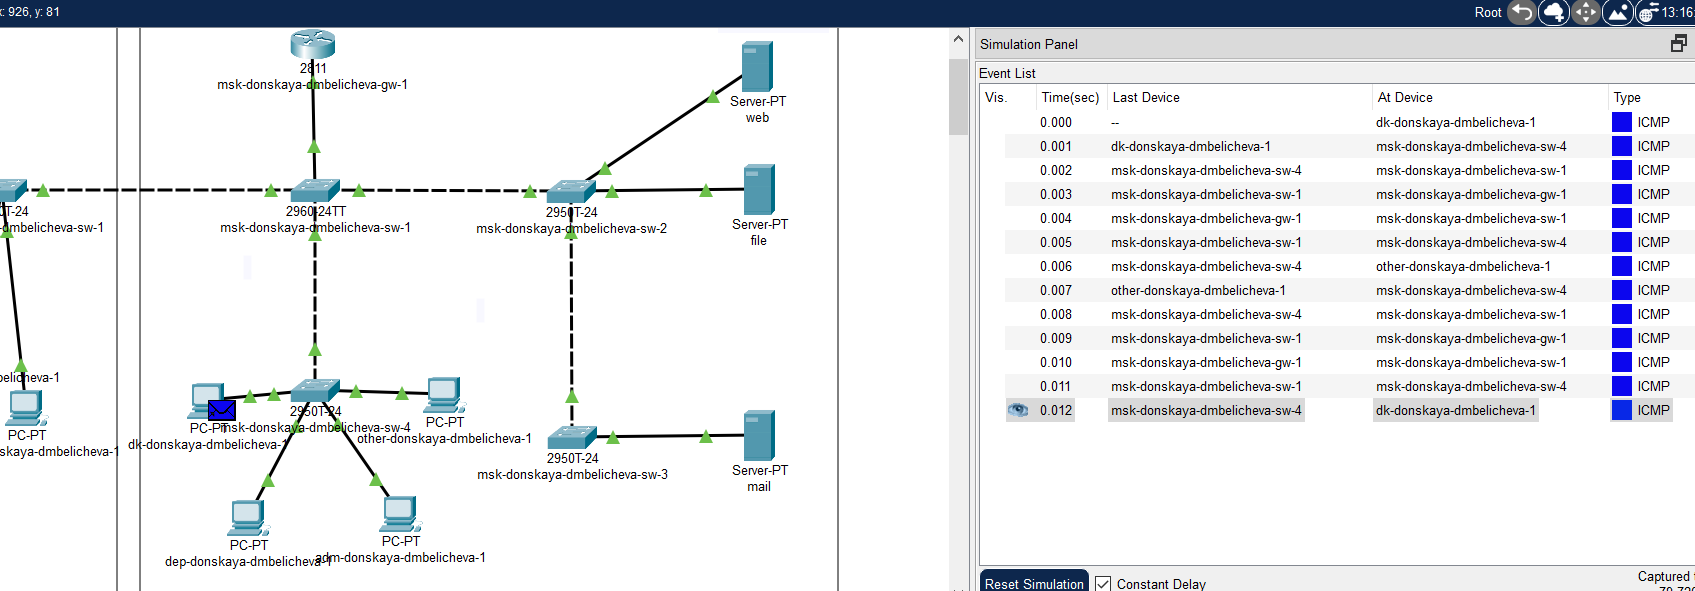 x: 926, y: 81
Root
13:16:
2811
msk-donskaya-dmbelicheva-gw-1
Server-PT
web
2960-24TT
msk-donskaya-dmbelicheva-sw-1
2950T-24
msk-donskaya-dmbelicheva-sw-2
Server-PT
file
0T-24
-dmbelicheva-sw-1
belicheva-1
PC-PT
skaya-dmbelicheva-1
PC-PT
dk-donskaya-dmbelicheva-1
2950T-24
msk-donskaya-dmbelicheva-sw-4
PC-PT
other-donskaya-dmbelicheva-1
2950T-24
msk-donskaya-dmbelicheva-sw-3
Server-PT
mail
PC-PT
dep-donskaya-dmbelicheva-1
PC-PT
adm-donskaya-dmbelicheva-1
Simulation Panel
Event List
Vis. Time(sec) Last Device At Device Type
0.000 -- dk-donskaya-dmbelicheva-1 ICMP
0.001 dk-donskaya-dmbelicheva-1 msk-donskaya-dmbelicheva-sw-4 ICMP
0.002 msk-donskaya-dmbelicheva-sw-4 msk-donskaya-dmbelicheva-sw-1 ICMP
0.003 msk-donskaya-dmbelicheva-sw-1 msk-donskaya-dmbelicheva-gw-1 ICMP
0.004 msk-donskaya-dmbelicheva-gw-1 msk-donskaya-dmbelicheva-sw-1 ICMP
0.005 msk-donskaya-dmbelicheva-sw-1 msk-donskaya-dmbelicheva-sw-4 ICMP
0.006 msk-donskaya-dmbelicheva-sw-4 other-donskaya-dmbelicheva-1 ICMP
0.007 other-donskaya-dmbelicheva-1 msk-donskaya-dmbelicheva-sw-4 ICMP
0.008 msk-donskaya-dmbelicheva-sw-4 msk-donskaya-dmbelicheva-sw-1 ICMP
0.009 msk-donskaya-dmbelicheva-sw-1 msk-donskaya-dmbelicheva-gw-1 ICMP
0.010 msk-donskaya-dmbelicheva-gw-1 msk-donskaya-dmbelicheva-sw-1 ICMP
0.011 msk-donskaya-dmbelicheva-sw-1 msk-donskaya-dmbelicheva-sw-4 ICMP
0.012 msk-donskaya-dmbelicheva-sw-4 dk-donskaya-dmbelicheva-1 ICMP
Reset Simulation Constant Delay
Captured